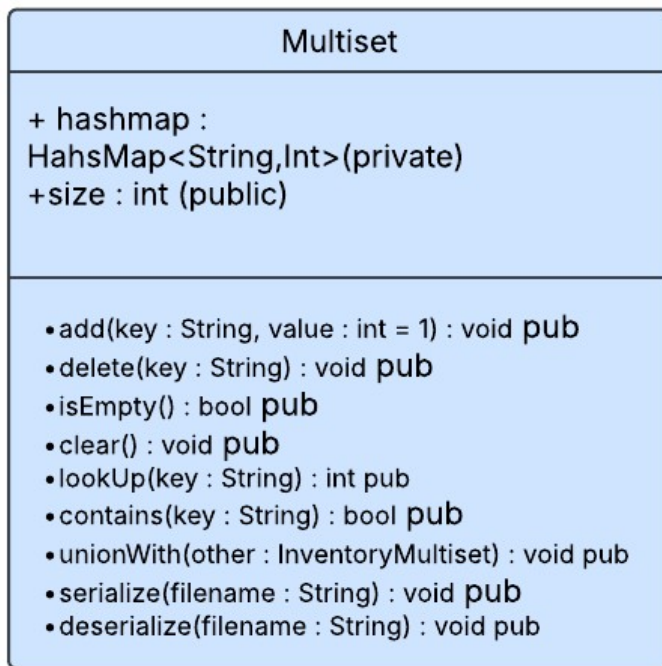 Multiset
+ hashmap :
HahsMap<String,Int>(private)
+size : int (public)
•add(key : String, value : int = 1) : void pub
•delete(key : String) : void pub
•isEmpty() : bool pub
•clear() : void pub
•lookUp(key : String) : int pub
•contains(key : String) : bool pub
•unionWith(other : InventoryMultiset) : void pub
•serialize(filename : String) : void pub
•deserialize(filename : String) : void pub